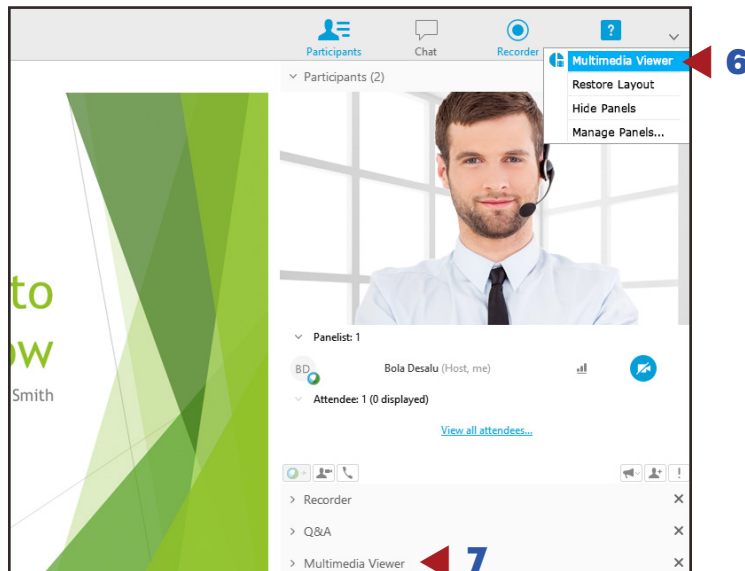 Participants
Chat
Recorder
?
Participants (2)
Multimedia Viewer
6
Restore Layout
Hide Panels
Manage Panels...
to
ow
Smith
Panelist: 1
BD
Bola Desalu (Host, me)
Attendee: 1 (0 displayed)
View all attendees...
!
Recorder
Q&A
Multimedia Viewer
7